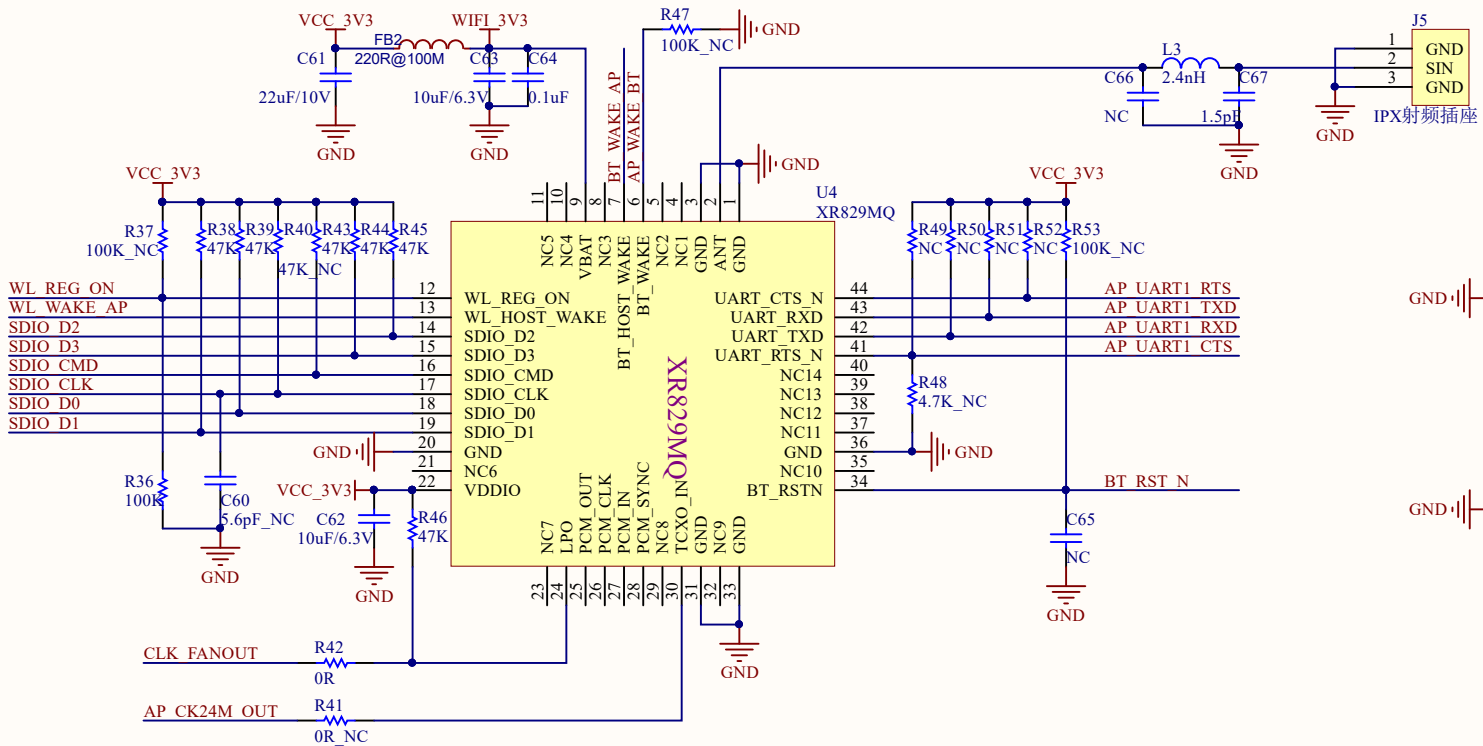 VCC_3V3
WIFI_3V3
R47
100K_NC
GND
J5
FB2
220R@100M
C61
22uF/10V
GND
C63
10uF/6.3V
C64
0.1uF
GND
BT_WAKE_AP
AP_WAKE_BT
L3
2.4nH
C66
NC
C67
1.5pF
GND
1
2
3
GND
SIN
GND
IPX射频插座
GND
GND
U4
XR829MQ
VCC_3V3
R37
100K_NC
R38
47K
R39
47K
R40
47K_NC
R43
47K
R44
47K
R45
47K
11
10
9
8
7
6
5
4
3
2
1
NC5
NC4
VBAT
NC3
BT_HOST_WAKE
BT_WAKE
NC2
NC1
GND
ANT
GND
VCC_3V3
R49
NC
R50
NC
R51
NC
R52
NC
R53
100K_NC
WL_REG_ON
12
WL_REG_ON
WL_WAKE_AP
13
WL_HOST_WAKE
SDIO_D2
14
SDIO_D2
SDIO_D3
15
SDIO_D3
SDIO_CMD
16
SDIO_CMD
SDIO_CLK
17
SDIO_CLK
SDIO_D0
18
SDIO_D0
SDIO_D1
19
SDIO_D1
GND
20
GND
21
NC6
VCC_3V3
22
VDDIO
XR829MQ
UART_CTS_N
44
AP_UART1_RTS
UART_RXD
43
AP_UART1_TXD
UART_TXD
42
AP_UART1_RXD
UART_RTS_N
41
AP_UART1_CTS
NC14
40
NC13
39
NC12
38
NC11
37
GND
36
GND
NC10
35
BT_RSTN
34
BT_RST_N
R48
4.7K_NC
GND
GND
R36
100K
C60
5.6pF_NC
GND
C62
10uF/6.3V
GND
R46
47K
NC7
LPO
PCM_OUT
PCM_CLK
PCM_IN
PCM_SYNC
NC8
TCXO_IN
GND
NC9
GND
23
24
25
26
27
28
29
30
31
32
33
C65
NC
GND
GND
CLK_FANOUT
R42
0R
AP_CK24M_OUT
R41
0R_NC